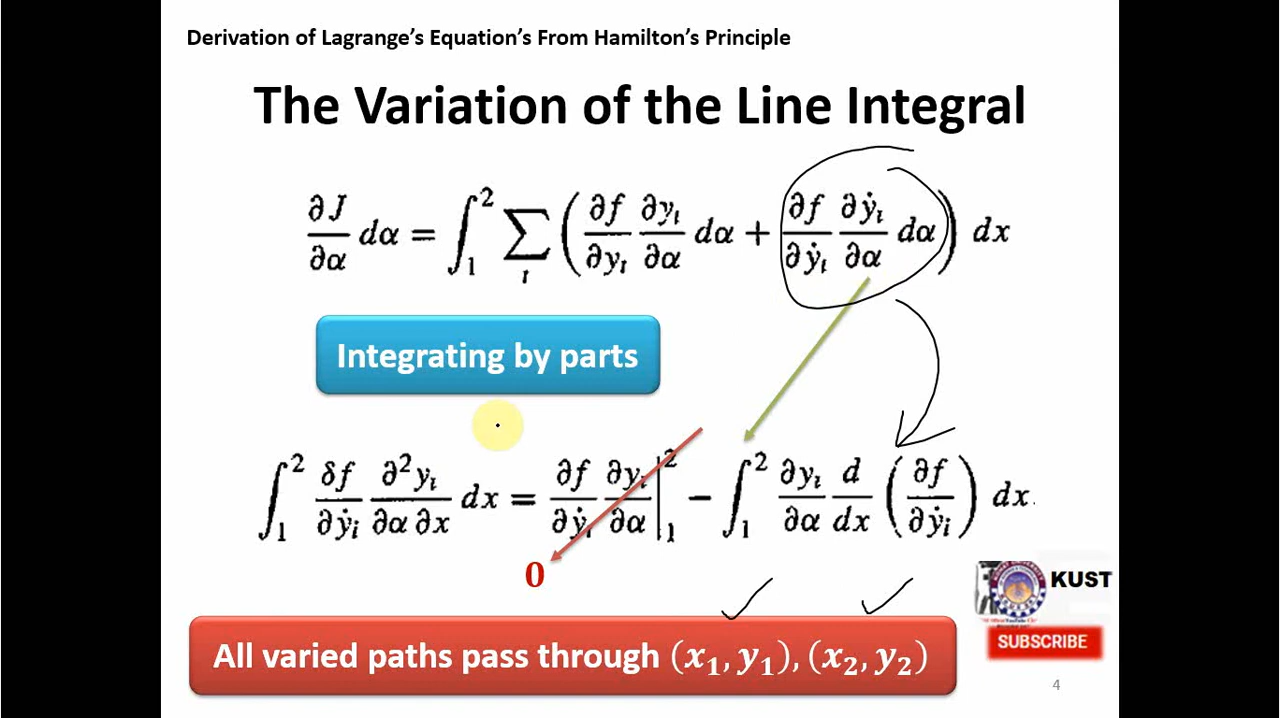 Derivation of Lagrange's Equation's From Hamilton's Principle
The Variation of the Line Integral
∂J/∂α dα = ∫₁² ∑ᵢ (∂f/∂yᵢ ∂yᵢ/∂α dα + ∂f/∂ẏᵢ ∂ẏᵢ/∂α dα) dx
Integrating by parts
∫₁² δf/∂ẏᵢ ∂²yᵢ/∂α ∂x dx = ∂f/∂ẏᵢ ∂yᵢ/∂α |₁² − ∫₁² ∂yᵢ/∂α d/dx (∂f/∂ẏᵢ) dx.
0
KUST
SUBSCRIBE
All varied paths pass through (x₁, y₁), (x₂, y₂)
4